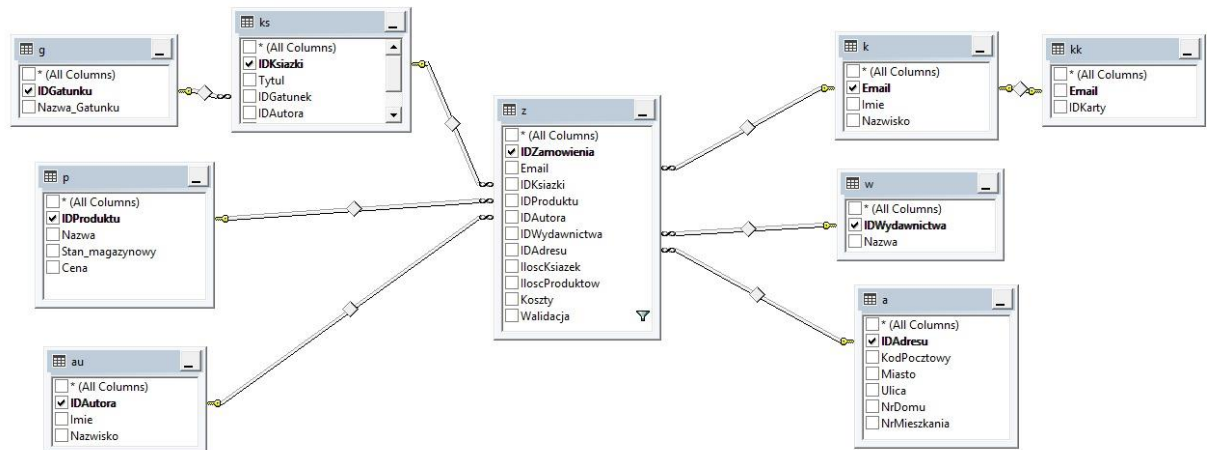 g
* (All Columns)
IDGatunku
Nazwa_Gatunku
ks
* (All Columns)
IDKsiazki
Tytul
IDGatunek
IDAutora
p
* (All Columns)
IDProduktu
Nazwa
Stan_magazynowy
Cena
au
* (All Columns)
IDAutora
Imie
Nazwisko
z
* (All Columns)
IDZamowienia
Email
IDKsiazki
IDProduktu
IDAutora
IDWydawnictwa
IDAdresu
IloscKsiazek
IloscProduktow
Koszty
Walidacja
k
* (All Columns)
Email
Imie
Nazwisko
kk
* (All Columns)
Email
IDKarty
w
* (All Columns)
IDWydawnictwa
Nazwa
a
* (All Columns)
IDAdresu
KodPocztowy
Miasto
Ulica
NrDomu
NrMieszkania